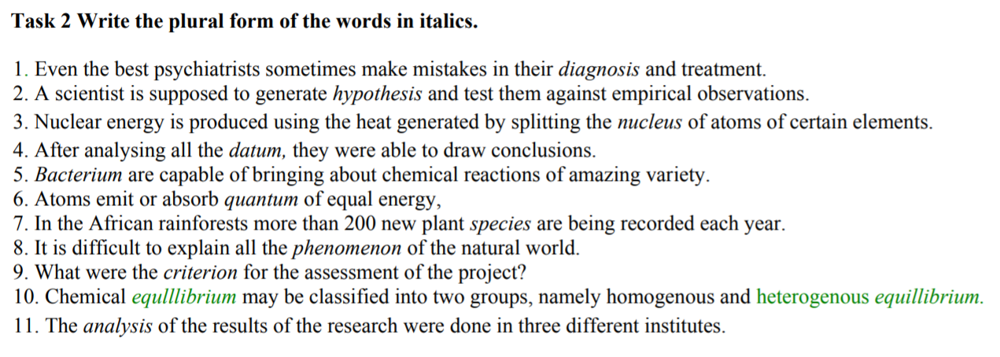 Task 2 Write the plural form of the words in italics.
1. Even the best psychiatrists sometimes make mistakes in their diagnosis and treatment.
2. A scientist is supposed to generate hypothesis and test them against empirical observations.
3. Nuclear energy is produced using the heat generated by splitting the nucleus of atoms of certain elements.
4. After analysing all the datum, they were able to draw conclusions.
5. Bacterium are capable of bringing about chemical reactions of amazing variety.
6. Atoms emit or absorb quantum of equal energy,
7. In the African rainforests more than 200 new plant species are being recorded each year.
8. It is difficult to explain all the phenomenon of the natural world.
9. What were the criterion for the assessment of the project?
10. Chemical equlllibrium may be classified into two groups, namely homogenous and heterogenous equillibrium.
11. The analysis of the results of the research were done in three different institutes.